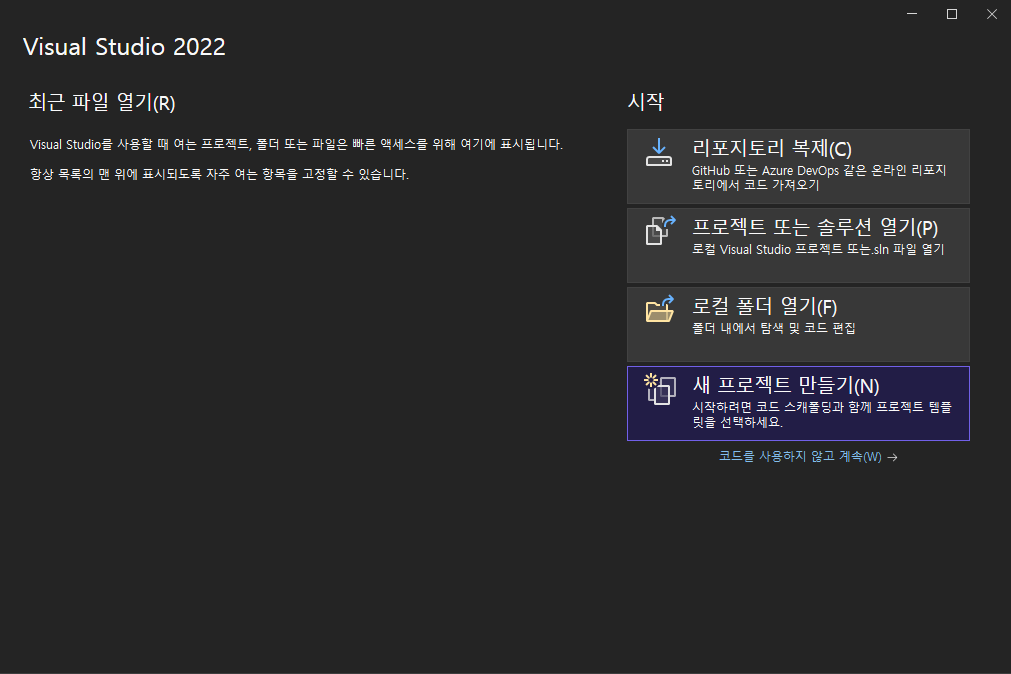 Visual Studio 2022
최근 파일 열기(R)
Visual Studio를 사용할 때 여는 프로젝트, 폴더 또는 파일은 빠른 액세스를 위해 여기에 표시됩니다.
항상 목록의 맨 위에 표시되도록 자주 여는 항목을 고정할 수 있습니다.
시작
리포지토리 복제(C)
GitHub 또는 Azure DevOps 같은 온라인 리포지
토리에서 코드 가져오기
프로젝트 또는 솔루션 열기(P)
로컬 Visual Studio 프로젝트 또는.sln 파일 열기
로컬 폴더 열기(F)
폴더 내에서 탐색 및 코드 편집
새 프로젝트 만들기(N)
시작하려면 코드 스캐폴딩과 함께 프로젝트 템플
릿을 선택하세요.
코드를 사용하지 않고 계속(W) →